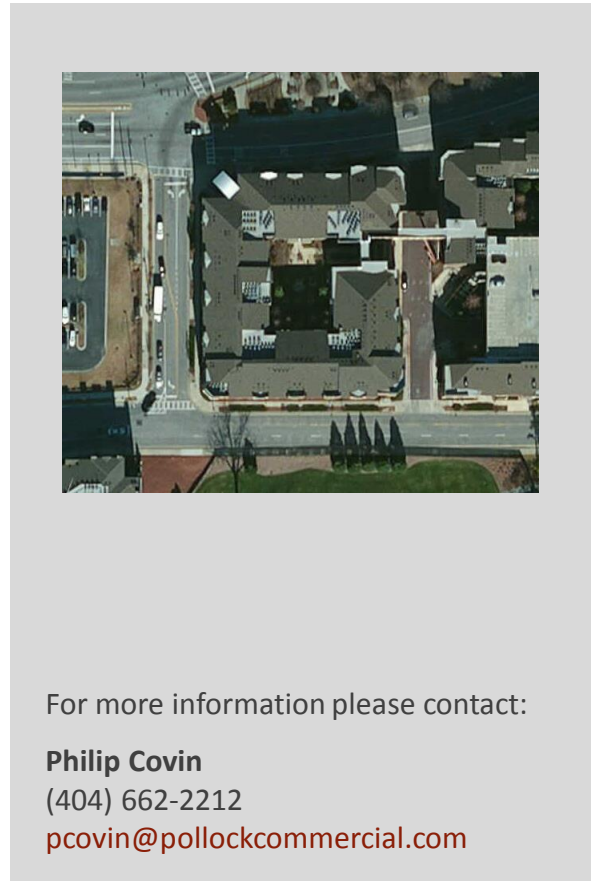 For more information please contact:
Philip Covin
(404) 662-2212
pcovin@pollockcommercial.com